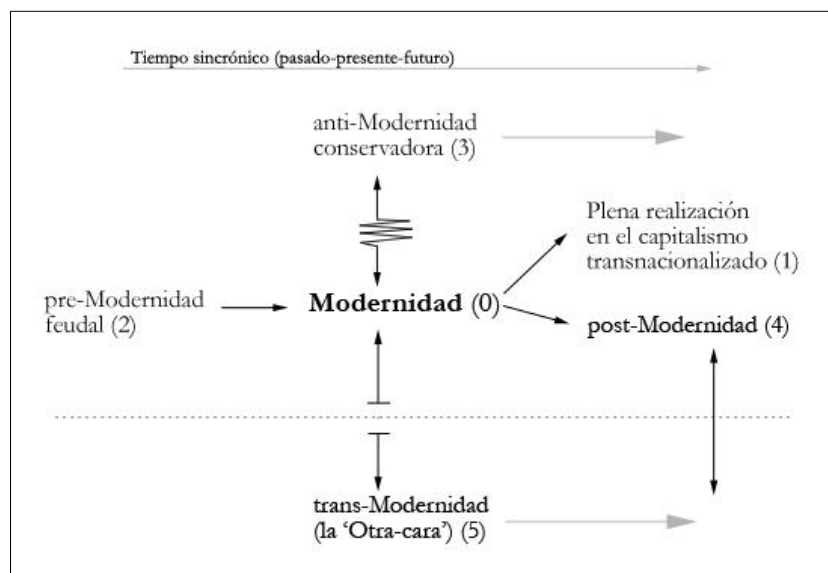 Tiempo sincrónico (pasado-presente-futuro)
anti-Modernidad
conservadora (3)
Plena realización
en el capitalismo
transnacionalizado (1)
pre-Modernidad
feudal (2)
Modernidad (0)
post-Modernidad (4)
trans-Modernidad
(la ‘Otra-cara’) (5)